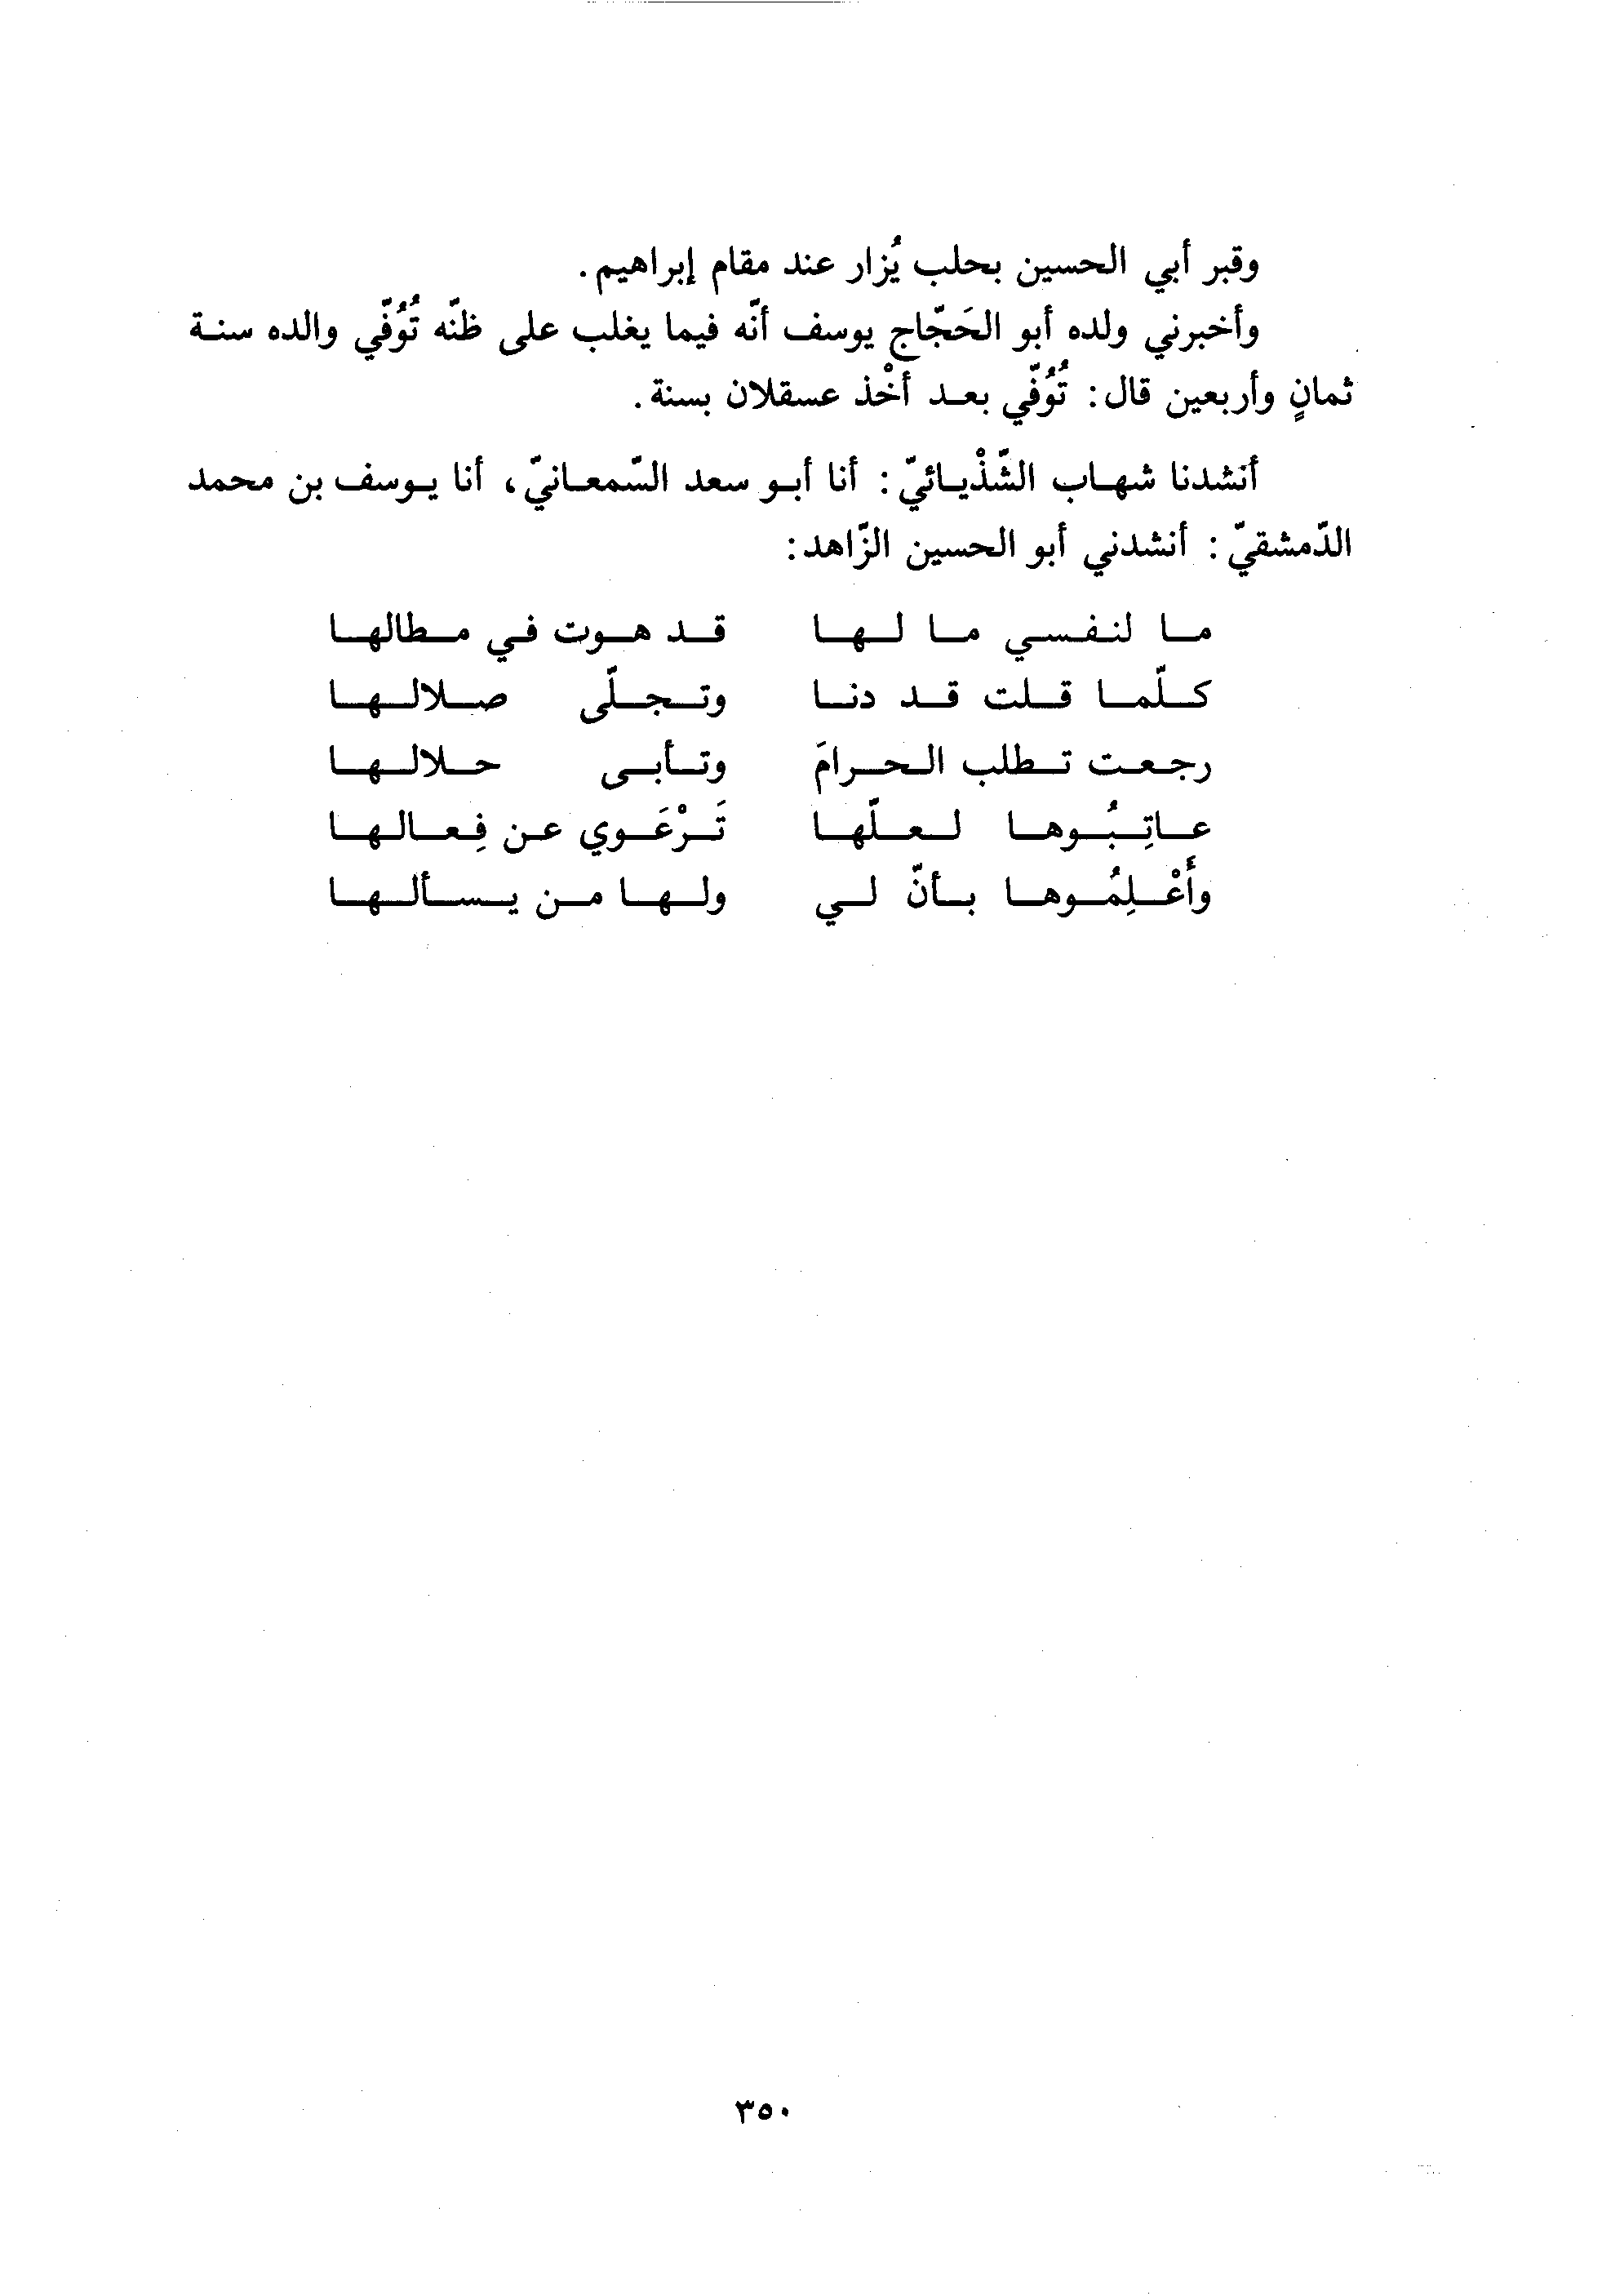 وقبر أبي الحسين بحلب يُزار عند مقام إبراهيم.
وأخبرني ولده أبو الحَجّاج يوسف أنّه فيما يغلب على ظنّه تُوُفّي والده سنة
ثمانٍ وأربعين قال: تُوُفّي بعد أخْذ عسقلان بسنة.
أنشدنا شهاب الشّذْيائيّ: أنا أبو سعد السّمعانيّ، أنا يوسف بن محمد
الدّمشقيّ: أنشدني أبو الحسين الزّاهد:
ما لنفسي ما لها قد هوت في مطالها
كلّما قلت قد دنا وتجلّى صلالها
رجعت تطلب الحرامَ وتأبى حلالها
عاتِبُوها لعلّها تَرْعَوي عن فِعالها
وأَعْلِمُوها بأنّ لي ولها من يسألها
٣٥٠